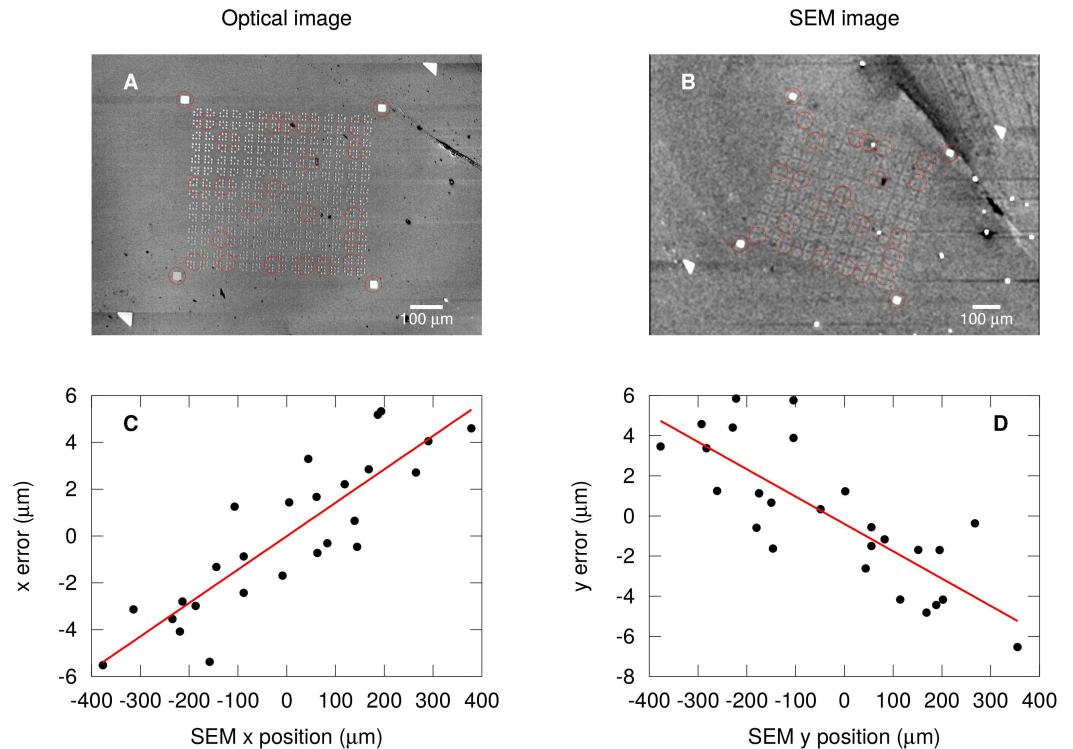 Optical image
SEM image
A
100 μm
B
100 μm
C
6
4
2
0
-2
-4
-6
x error (μm)
-400 -300 -200 -100 0 100 200 300 400
SEM x position (μm)
D
6
4
2
0
-2
-4
-6
-8
y error (μm)
-400 -300 -200 -100 0 100 200 300 400
SEM y position (μm)